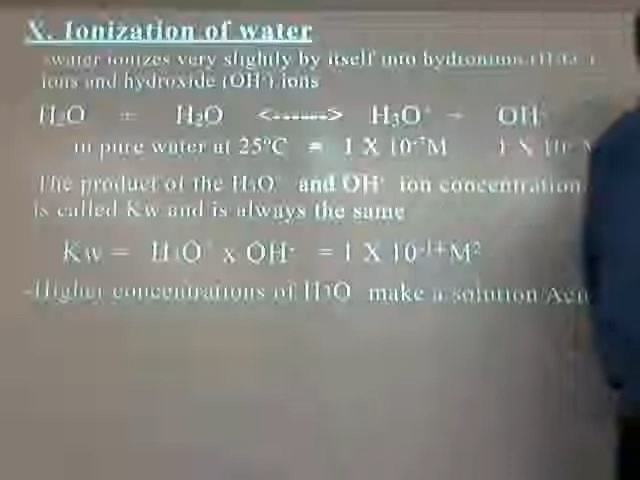 X. Ionization of water
-water ionizes very slightly by itself into hydronium (H3O+)
ions and hydroxide (OH-) ions
H2O + H2O <------> H3O+ + OH-
in pure water at 25°C = 1 X 10-7M 1 X 10-
The product of the H3O+ and OH- ion concentration
is called Kw and is always the same
Kw = H3O+ x OH- = 1 X 10-14M2
-Higher concentrations of H3O make a solution